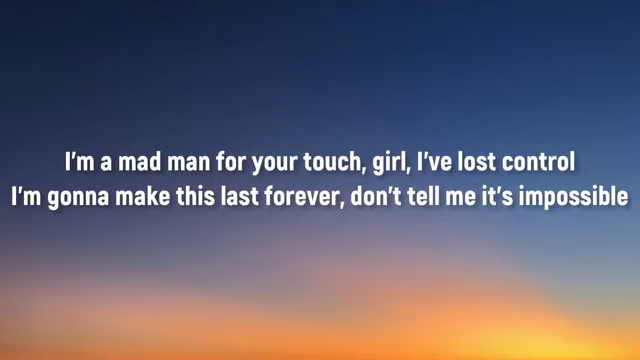 I'm a mad man for your touch, girl, I've lost control
I'm gonna make this last forever, don't tell me it's impossible